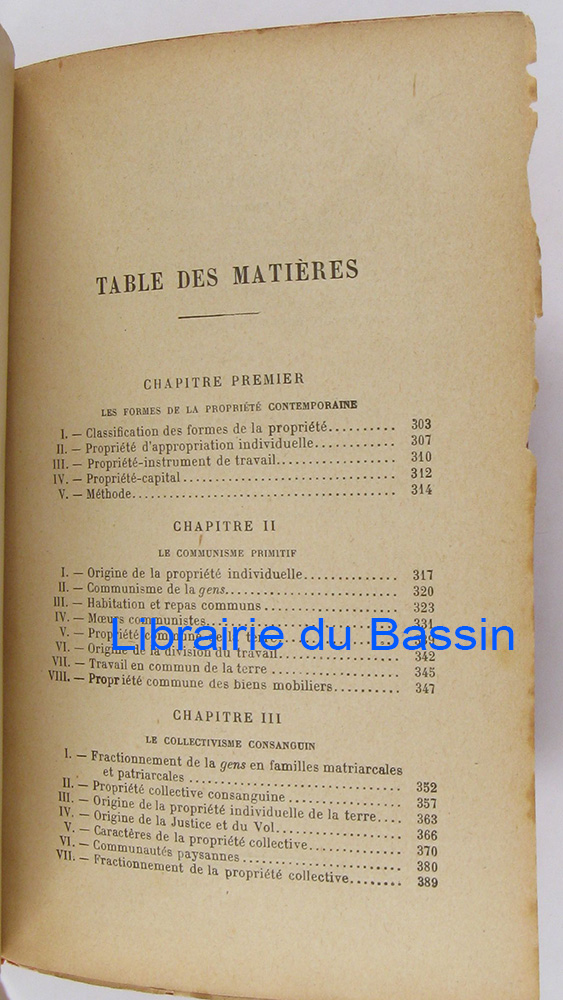 TABLE DES MATIÈRES
CHAPITRE PREMIER
LES FORMES DE LA PROPRIÉTÉ CONTEMPORAINE
I. — Classification des formes de la propriété.......... 303
II. — Propriété d'appropriation individuelle............ 307
III. — Propriété-instrument de travail.................. 310
IV. — Propriété-capital................................ 312
V. — Méthode........................................ 314
CHAPITRE II
LE COMMUNISME PRIMITIF
I. — Origine de la propriété individuelle.............. 317
II. — Communisme de la gens.......................... 320
III. — Habitation et repas communs.................... 323
IV. — Mœurs communistes............................ 331
V. — Propriété commune de la terre
VI. — Origine de la division du travail................ 342
VII. — Travail en commun de la terre.................. 345
VIII. — Propriété commune des biens mobiliers.......... 347
Librairie du Bassin
CHAPITRE III
LE COLLECTIVISME CONSANGUIN
I. — Fractionnement de la gens en familles matriarcales
et patriarcales................................ 352
II. — Propriété collective consanguine................ 357
III. — Origine de la propriété individuelle de la terre.... 363
IV. — Origine de la Justice et du Vol.................. 366
V. — Caractères de la propriété collective............ 370
VI. — Communautés paysannes........................ 380
VII. — Fractionnement de la propriété collective........ 389